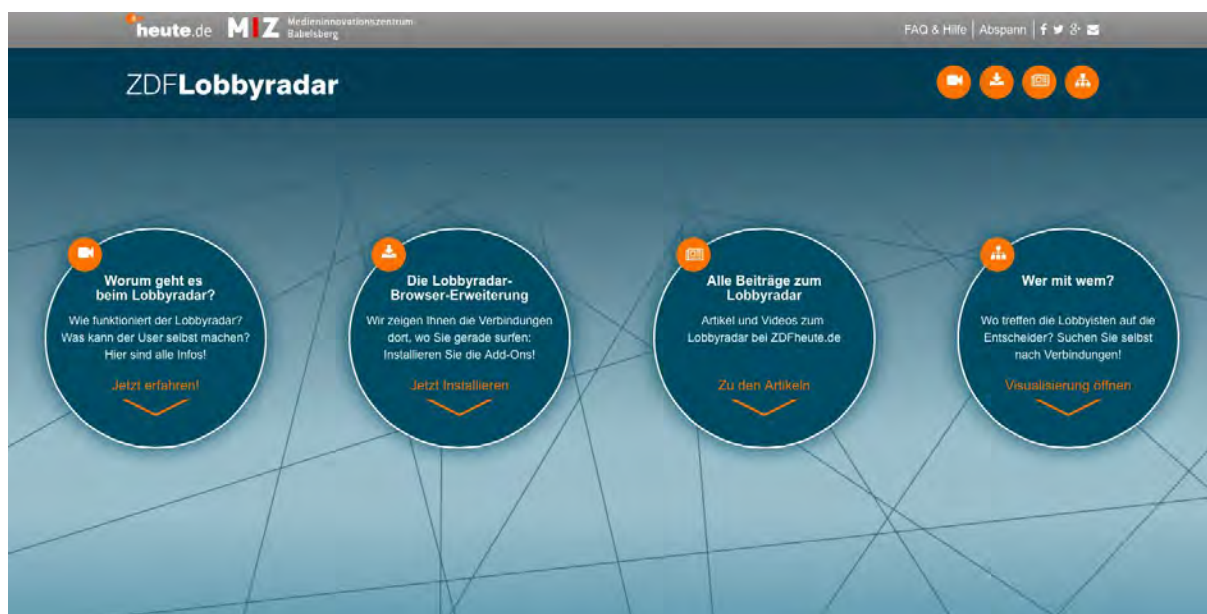 heute.de MIZ Medieninnovationszentrum
Babelsberg
FAQ & Hilfe | Abspann |
ZDFLobbyradar
Worum geht es
beim Lobbyradar?
Wie funktioniert der Lobbyradar?
Was kann der User selbst machen?
Hier sind alle Infos!
Jetzt erfahren!
Die Lobbyradar-
Browser-Erweiterung
Wir zeigen Ihnen die Verbindungen
dort, wo Sie gerade surfen:
Installieren Sie die Add-Ons!
Jetzt Installieren
Alle Beiträge zum
Lobbyradar
Artikel und Videos zum
Lobbyradar bei ZDFheute.de
Zu den Artikeln
Wer mit wem?
Wo treffen die Lobbyisten auf die
Entscheider? Suchen Sie selbst
nach Verbindungen!
Visualisierung öffnen